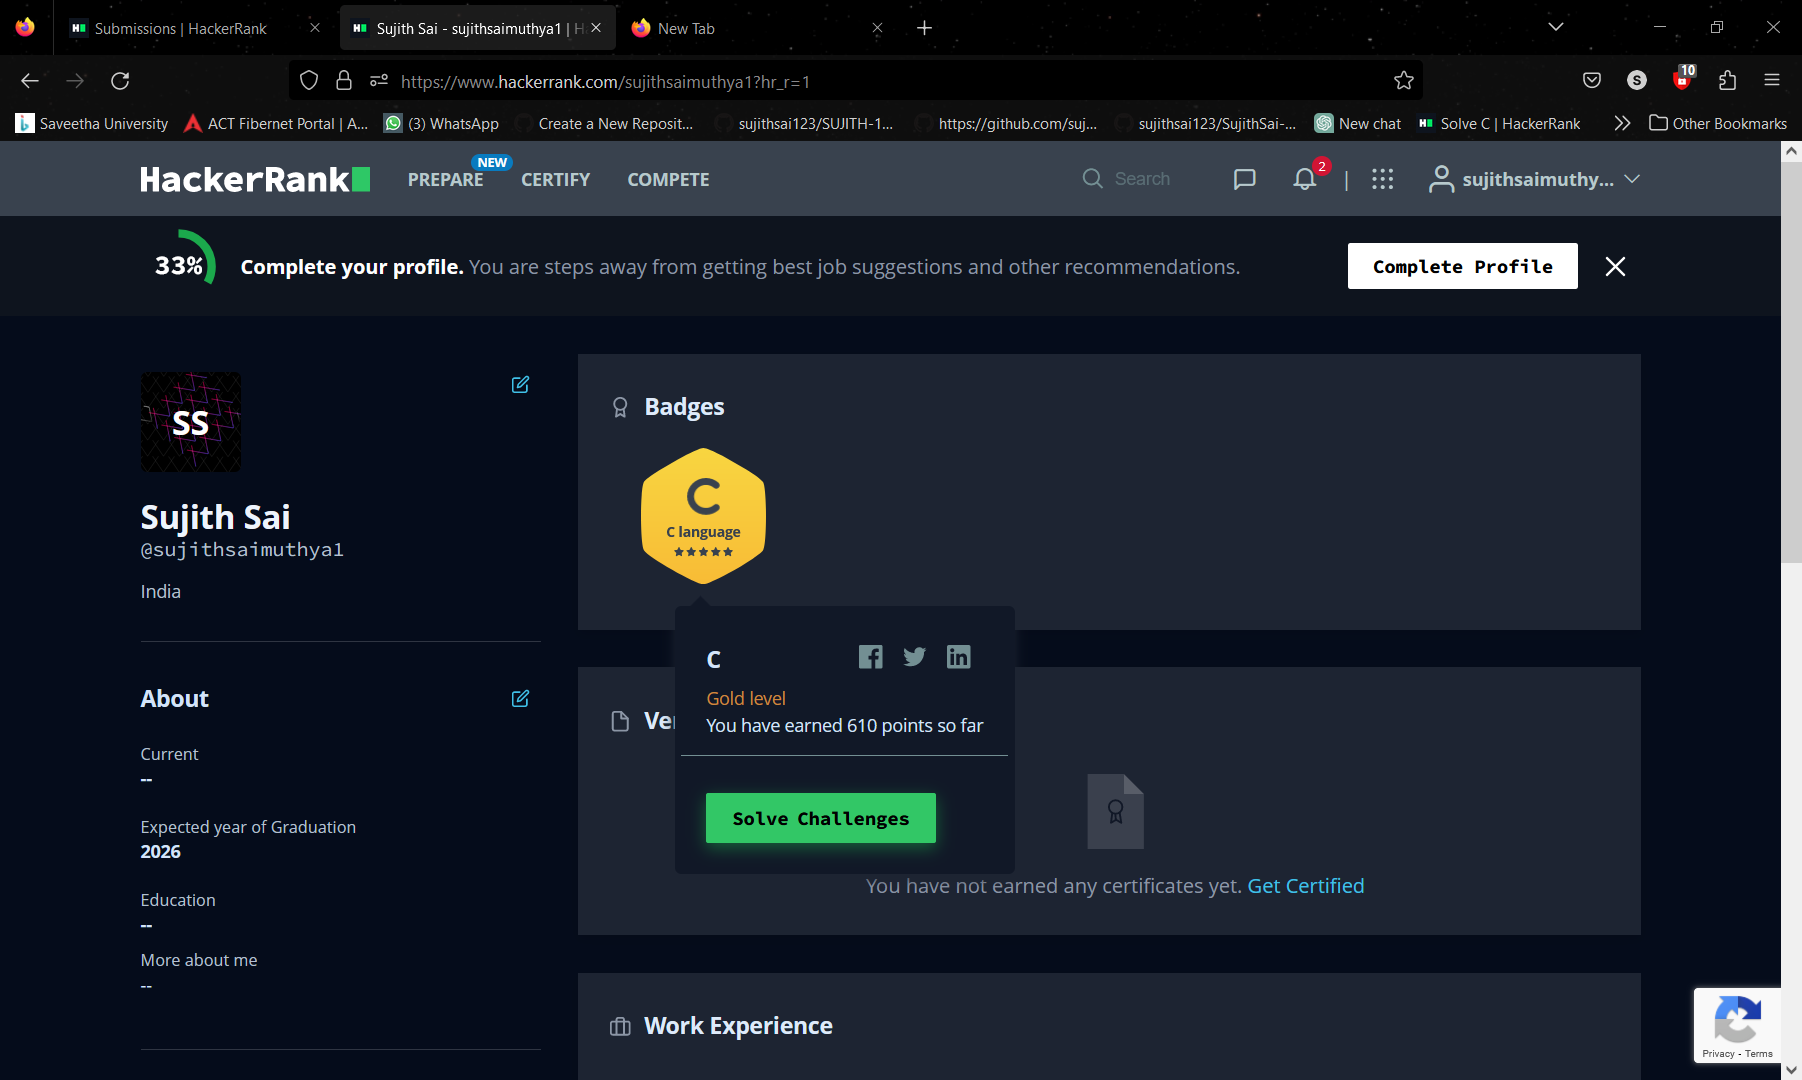 Submissions | HackerRank
Sujith Sai - sujithsaimuthya1 | H
New Tab
https://www.hackerrank.com/sujithsaimuthya1?hr_r=1
S
10
Saveetha University
ACT Fibernet Portal | A...
(3) WhatsApp
Create a New Reposit...
sujithsai123/SUJITH-1...
https://github.com/suj...
sujithsai123/SujithSai-...
New chat
Solve C | HackerRank
Other Bookmarks
HackerRank
PREPARE
NEW
CERTIFY
COMPETE
Search
2
|
sujithsaimuthy...
33%
Complete your profile. You are steps away from getting best job suggestions and other recommendations.
Complete Profile
SS
Sujith Sai
@sujithsaimuthya1
India
About
Current
--
Expected year of Graduation
2026
Education
--
More about me
--
Badges
C
C language
C
Gold level
You have earned 610 points so far
Solve Challenges
Ve
You have not earned any certificates yet. Get Certified
Work Experience
Privacy - Terms